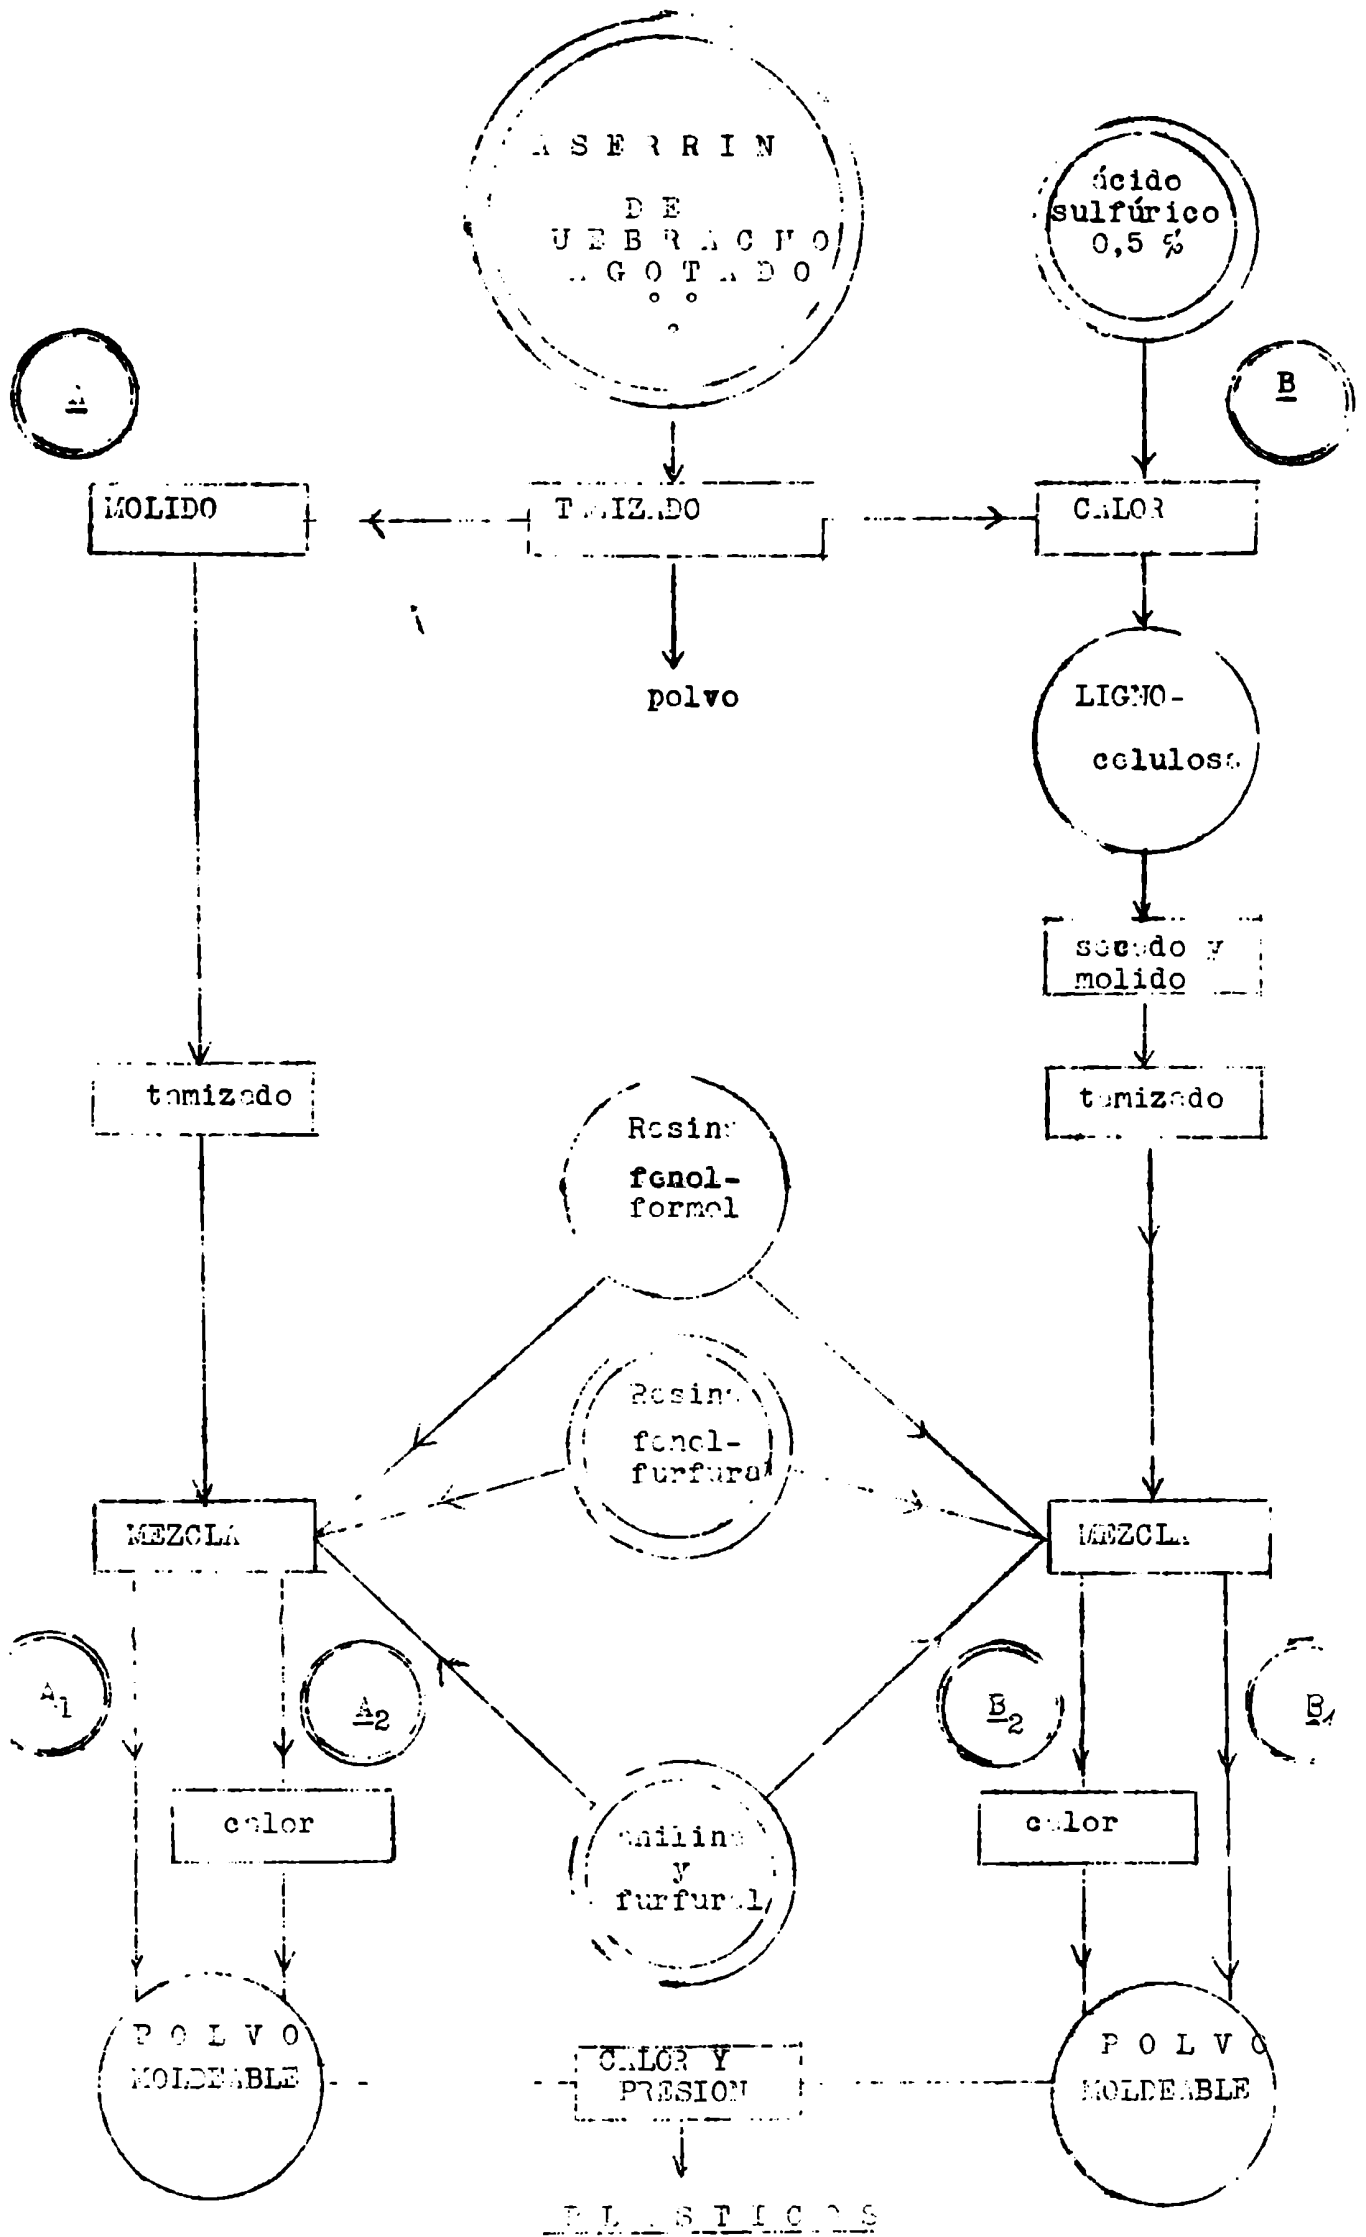 ASERRIN
DE
QUEBRACHO
AGOTADO
ácido
sulfúrico
0,5 %
A
B
MOLIDO
TAMIZADO
CALOR
polvo
LIGNO-
celulosa
secado y
molido
tamizado
tamizado
Resina
fenol-
formol
Resina
fenol-
furfural
MEZCLA
MEZCLA
A1
A2
B2
B1
calor
calor
anilina
y
furfural
POLVO
MOLDEABLE
CALOR Y
PRESION
POLVO
MOLDEABLE
PLASTICOS